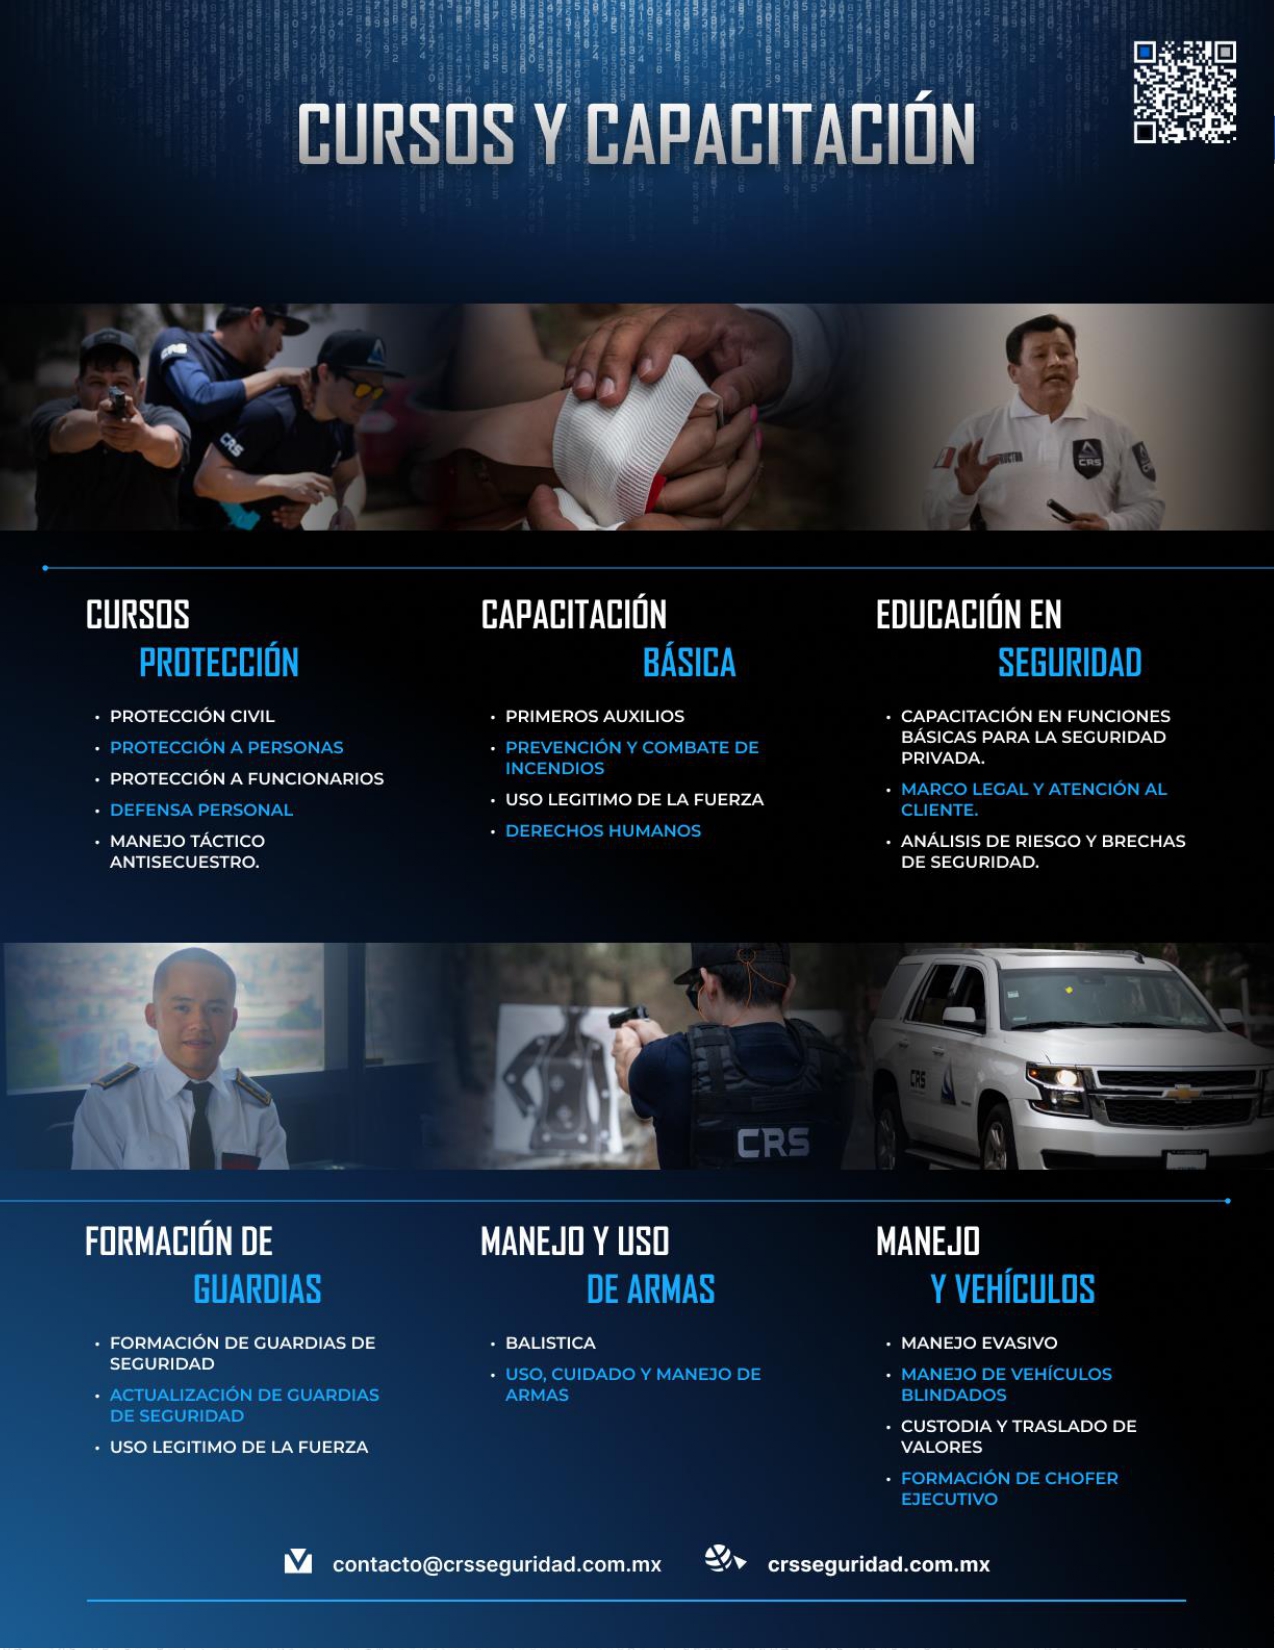 CURSOS Y CAPACITACIÓN
CRS
CRS
CRS
CURSOS
PROTECCIÓN
• PROTECCIÓN CIVIL
• PROTECCIÓN A PERSONAS
• PROTECCIÓN A FUNCIONARIOS
• DEFENSA PERSONAL
• MANEJO TÁCTICO
ANTISECUESTRO.
CAPACITACIÓN
BÁSICA
• PRIMEROS AUXILIOS
• PREVENCIÓN Y COMBATE DE
INCENDIOS
• USO LEGITIMO DE LA FUERZA
• DERECHOS HUMANOS
EDUCACIÓN EN
SEGURIDAD
• CAPACITACIÓN EN FUNCIONES
BÁSICAS PARA LA SEGURIDAD
PRIVADA.
• MARCO LEGAL Y ATENCIÓN AL
CLIENTE.
• ANÁLISIS DE RIESGO Y BRECHAS
DE SEGURIDAD.
CRS
CRS
FORMACIÓN DE
GUARDIAS
• FORMACIÓN DE GUARDIAS DE
SEGURIDAD
• ACTUALIZACIÓN DE GUARDIAS
DE SEGURIDAD
• USO LEGITIMO DE LA FUERZA
MANEJO Y USO
DE ARMAS
• BALISTICA
• USO, CUIDADO Y MANEJO DE
ARMAS
MANEJO
Y VEHÍCULOS
• MANEJO EVASIVO
• MANEJO DE VEHÍCULOS
BLINDADOS
• CUSTODIA Y TRASLADO DE
VALORES
• FORMACIÓN DE CHOFER
EJECUTIVO
contacto@crsseguridad.com.mx
crsseguridad.com.mx